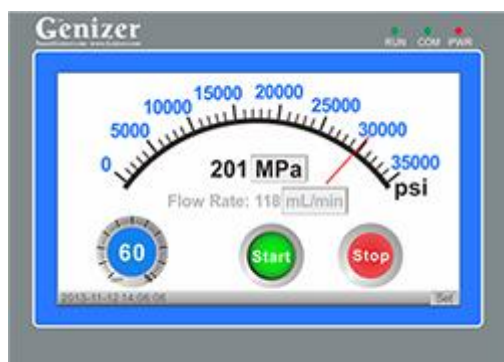 Genizer
RUN COM PWR
0 5000 10000 15000 20000 25000 30000 35000
psi
201 MPa
Flow Rate: 118 mL/min
60
Start
Stop
2013-11-12 14:06:06
Set